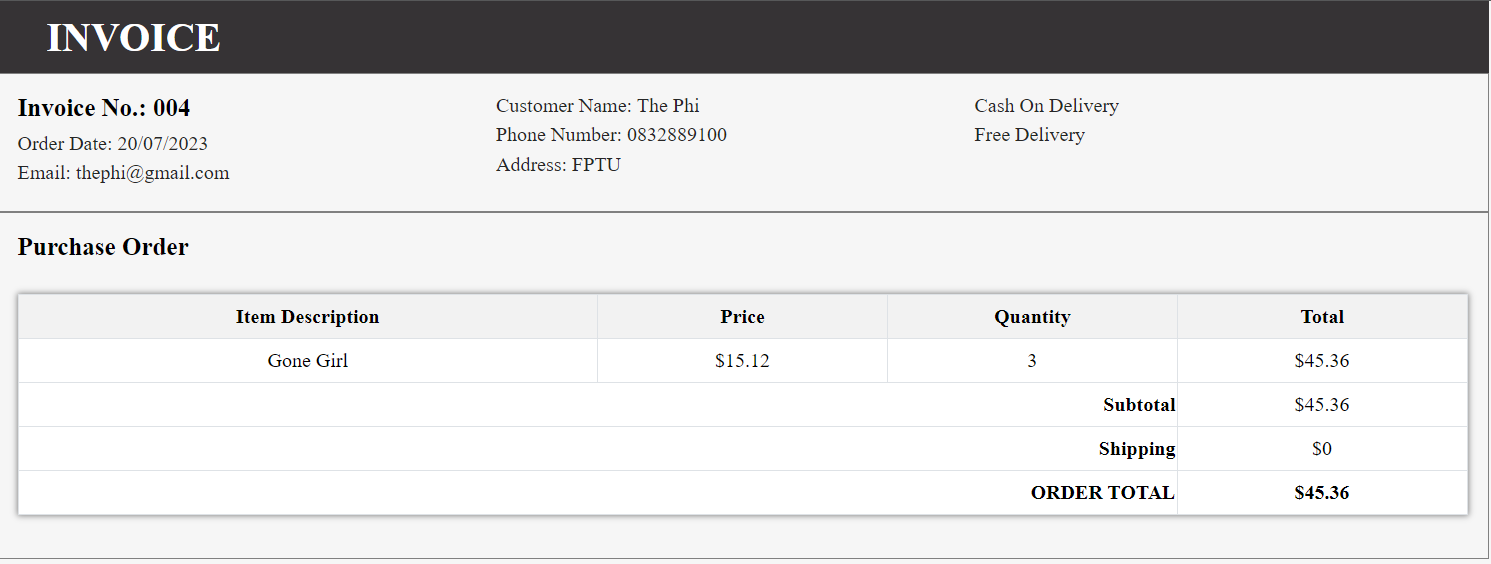 INVOICE
Invoice No.: 004
Order Date: 20/07/2023
Email: thephi@gmail.com
Customer Name: The Phi
Phone Number: 0832889100
Address: FPTU
Cash On Delivery
Free Delivery
Purchase Order
Item Description Price Quantity Total
Gone Girl $15.12 3 $45.36
Subtotal $45.36
Shipping $0
ORDER TOTAL $45.36